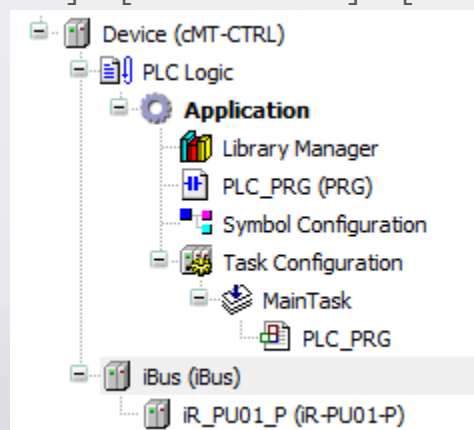 Device (cMT-CTRL)
PLC Logic
Application
Library Manager
PLC_PRG (PRG)
Symbol Configuration
Task Configuration
MainTask
PLC_PRG
iBus (iBus)
iR_PU01_P (iR-PU01-P)